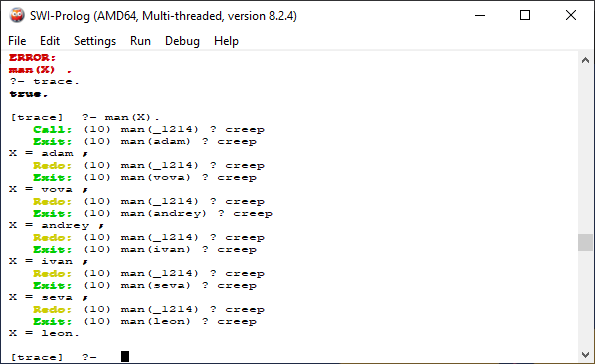 SWI-Prolog (AMD64, Multi-threaded, version 8.2.4)
File Edit Settings Run Debug Help
ERROR:
man(X) .
?- trace.
true.
[trace] ?- man(X).
Call: (10) man(_1214) ? creep
Exit: (10) man(adam) ? creep
X = adam ;
Redo: (10) man(_1214) ? creep
Exit: (10) man(vova) ? creep
X = vova ;
Redo: (10) man(_1214) ? creep
Exit: (10) man(andrey) ? creep
X = andrey ;
Redo: (10) man(_1214) ? creep
Exit: (10) man(ivan) ? creep
X = ivan ;
Redo: (10) man(_1214) ? creep
Exit: (10) man(seva) ? creep
X = seva ;
Redo: (10) man(_1214) ? creep
Exit: (10) man(leon) ? creep
X = leon.
[trace] ?-